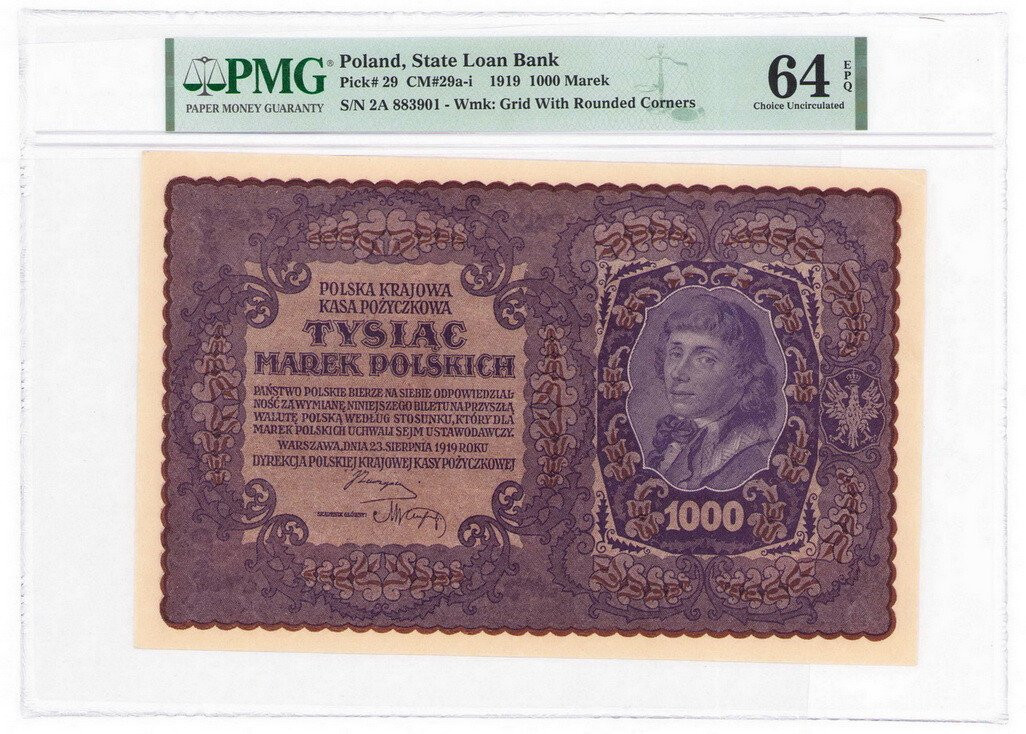 PMG®
PAPER MONEY GUARANTY
Poland, State Loan Bank
Pick# 29 CM#29a-i 1919 1000 Marek
S/N 2A 883901 - Wmk: Grid With Rounded Corners
64
EPQ
Choice Uncirculated
POLSKA KRAJOWA
KASA POŻYCZKOWA
TYSIĄC
MAREK POLSKICH
PAŃSTWO POLSKIE BIERZE NA SIEBIE ODPOWIEDZIAL
NOŚĆ ZA WYMIANĘ NINIEJSZEGO BILETU NA PRZYSZŁĄ
WALUTĘ POLSKĄ WEDŁUG STOSUNKU, KTÓRY DLA
MAREK POLSKICH UCHWALI SEJM USTAWODAWCZY.
WARSZAWA, DNIA 23. SIERPNIA 1919 ROKU
DYREKCJA POLSKIEJ KRAJOWEJ KASY POŻYCZKOWEJ
SKARBNIK GŁÓWNY
1000